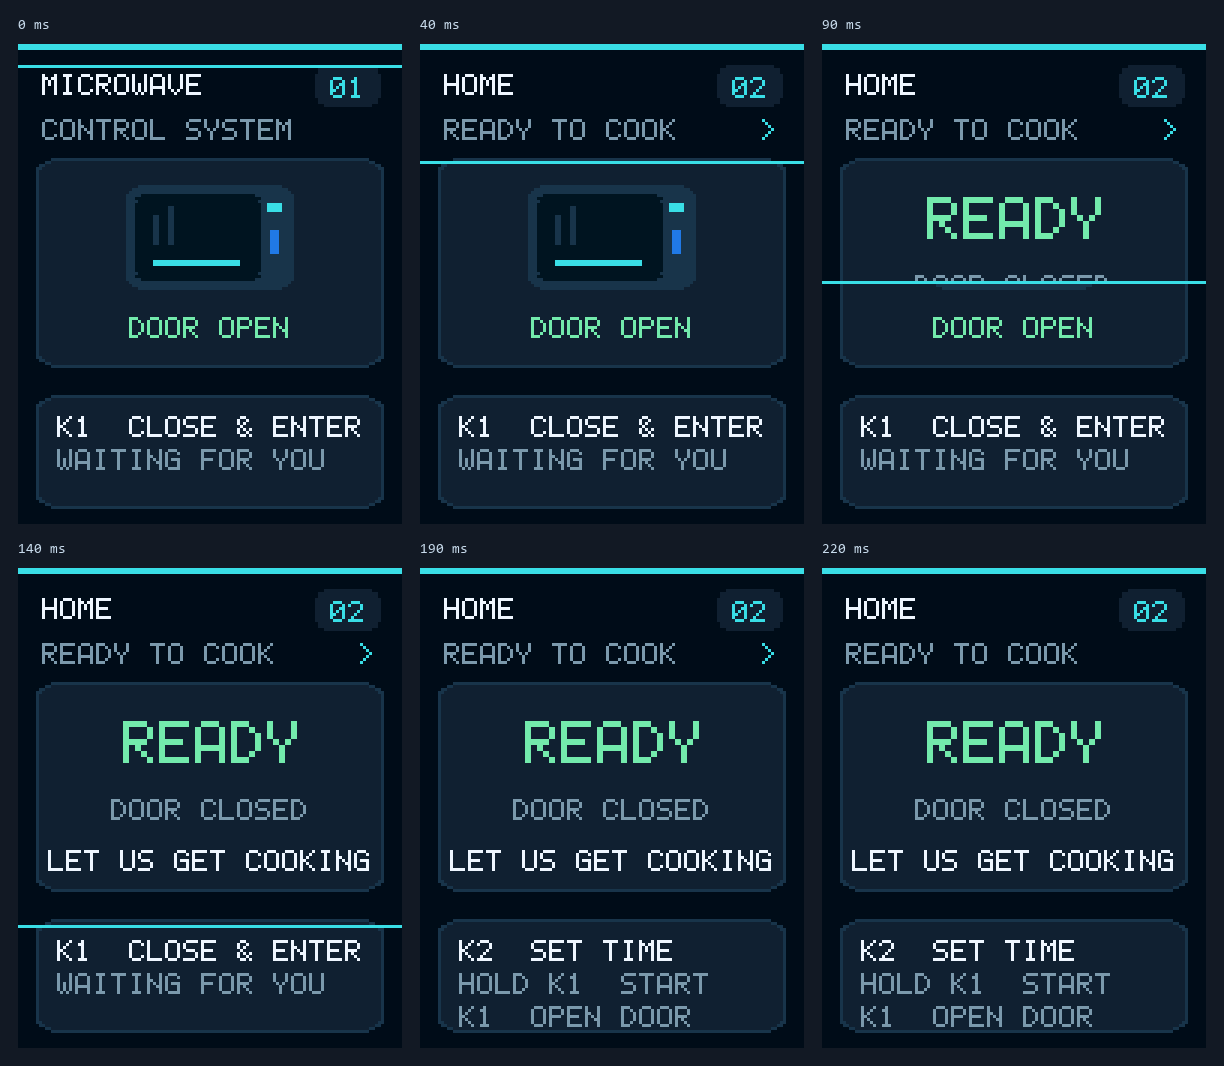 0 ms
MICROWAVE 01
CONTROL SYSTEM
DOOR OPEN
K1 CLOSE & ENTER
WAITING FOR YOU
40 ms
HOME 02
READY TO COOK >
DOOR OPEN
K1 CLOSE & ENTER
WAITING FOR YOU
90 ms
HOME 02
READY TO COOK >
READY
DOOR OPEN
K1 CLOSE & ENTER
WAITING FOR YOU
140 ms
HOME 02
READY TO COOK >
READY
DOOR CLOSED
LET US GET COOKING
K1 CLOSE & ENTER
WAITING FOR YOU
190 ms
HOME 02
READY TO COOK >
READY
DOOR CLOSED
LET US GET COOKING
K2 SET TIME
HOLD K1 START
K1 OPEN DOOR
220 ms
HOME 02
READY TO COOK
READY
DOOR CLOSED
LET US GET COOKING
K2 SET TIME
HOLD K1 START
K1 OPEN DOOR